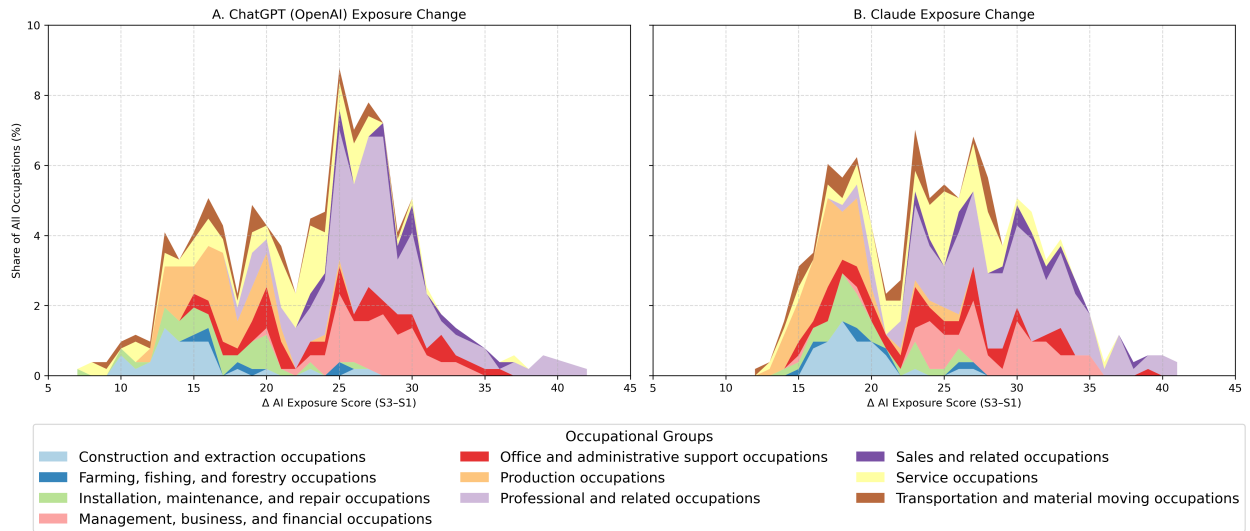 A. ChatGPT (OpenAI) Exposure Change
B. Claude Exposure Change
Share of All Occupations (%)
10
8
6
4
2
0
5 10 15 20 25 30 35 40 45
5 10 15 20 25 30 35 40 45
Δ AI Exposure Score (S3–S1)
Δ AI Exposure Score (S3–S1)
Occupational Groups
Construction and extraction occupations
Farming, fishing, and forestry occupations
Installation, maintenance, and repair occupations
Management, business, and financial occupations
Office and administrative support occupations
Production occupations
Professional and related occupations
Sales and related occupations
Service occupations
Transportation and material moving occupations